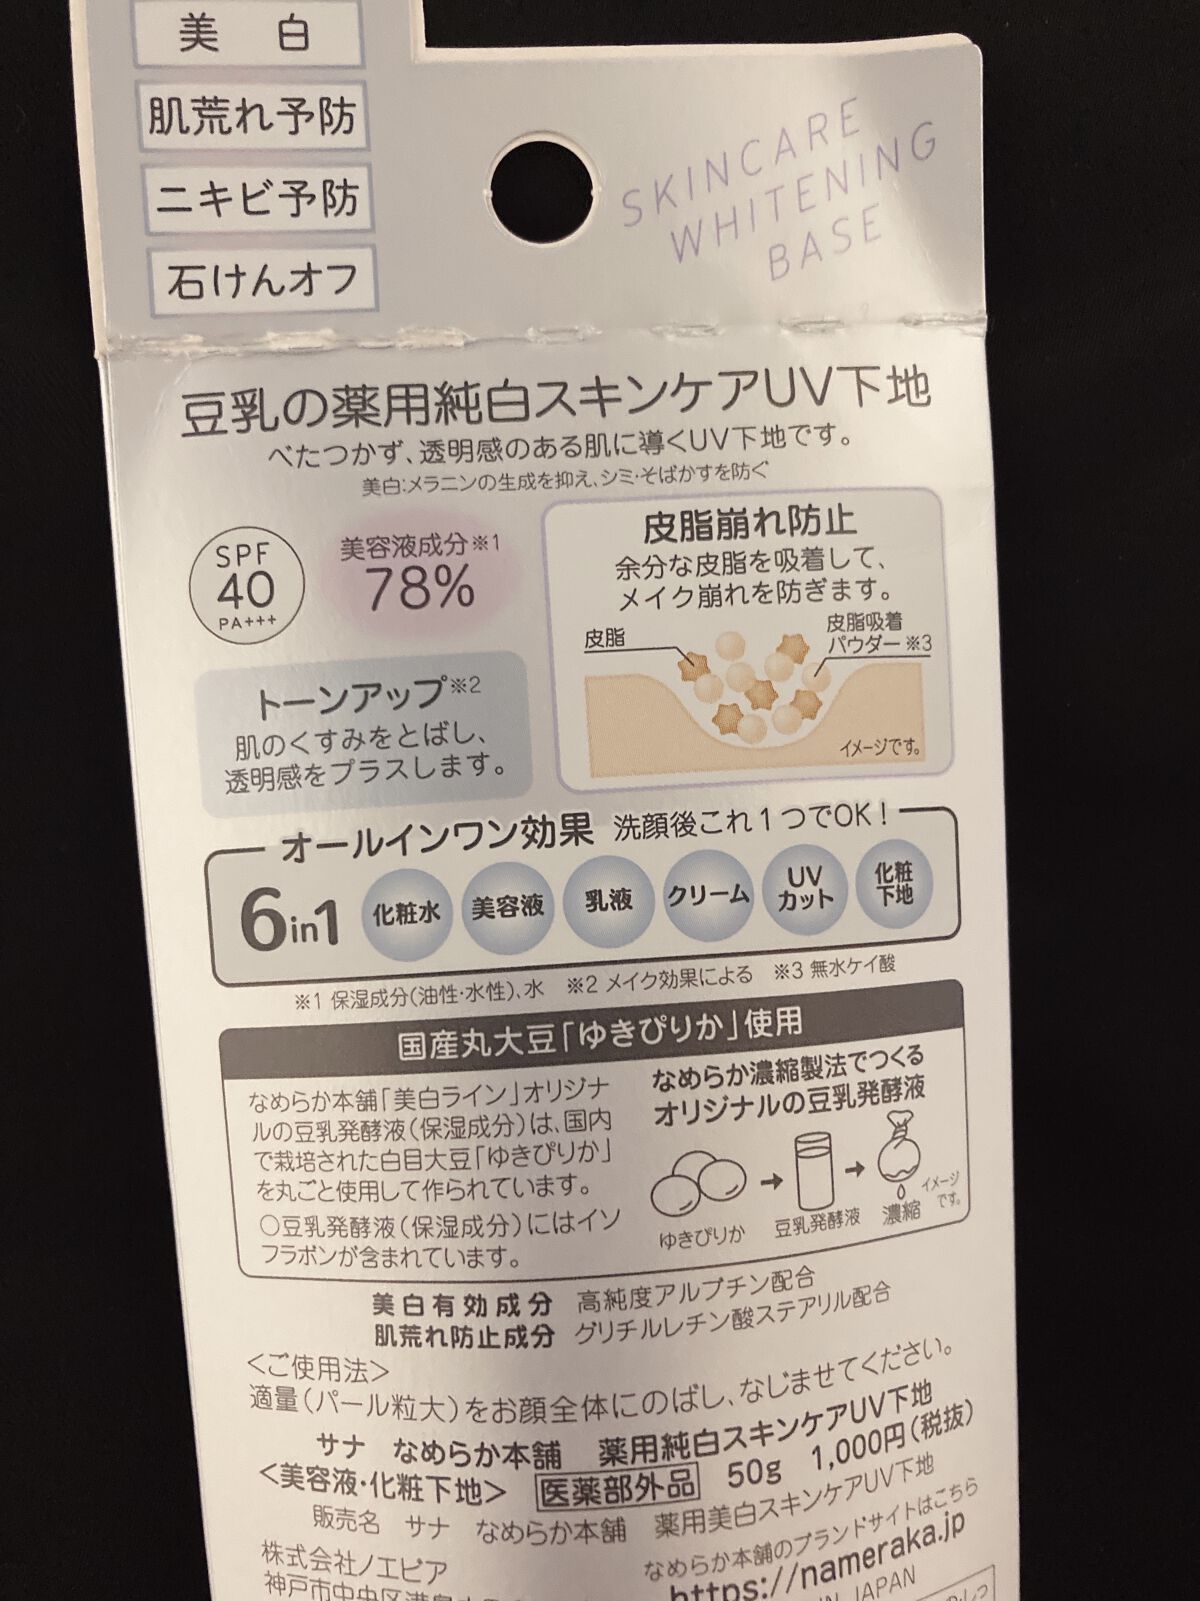 美白
肌荒れ予防
ニキビ予防
石けんオフ
SKINCARE
WHITENING
BASE
豆乳の薬用純白スキンケアUV下地
べたつかず、透明感のある肌に導くUV下地です。
美白:メラニンの生成を抑え、シミ・そばかすを防ぐ
SPF
40
PA+++
美容液成分※1
78%
トーンアップ※2
肌のくすみをとばし、
透明感をプラスします。
皮脂崩れ防止
余分な皮脂を吸着して、
メイク崩れを防ぎます。
皮脂
皮脂吸着
パウダー※3
イメージです。
オールインワン効果 洗顔後これ1つでOK!
6in1
化粧水
美容液
乳液
クリーム
UV
カット
化粧
下地
※1 保湿成分(油性・水性)、水 ※2 メイク効果による ※3 無水ケイ酸
国産丸大豆「ゆきぴりか」使用
なめらか本舗「美白ライン」オリジナ
ルの豆乳発酵液(保湿成分)は、国内
で栽培された白目大豆「ゆきぴりか」
を丸ごと使用して作られています。
○豆乳発酵液(保湿成分)にはイソ
フラボンが含まれています。
なめらか濃縮製法でつくる
オリジナルの豆乳発酵液
ゆきぴりか
豆乳発酵液
濃縮
イメージ
です。
美白有効成分 高純度アルブチン配合
肌荒れ防止成分 グリチルレチン酸ステアリル配合
<ご使用法>
適量(パール粒大)をお顔全体にのばし、なじませてください。
サナ なめらか本舗 薬用純白スキンケアUV下地
<美容液・化粧下地> 医薬部外品 50g 1,000円(税抜)
販売名 サナ なめらか本舗 薬用美白スキンケアUV下地
株式会社ノエビア
神戸市中央区港島
なめらか本舗のブランドサイトはこちら
https://nameraka.jp
IN JAPAN